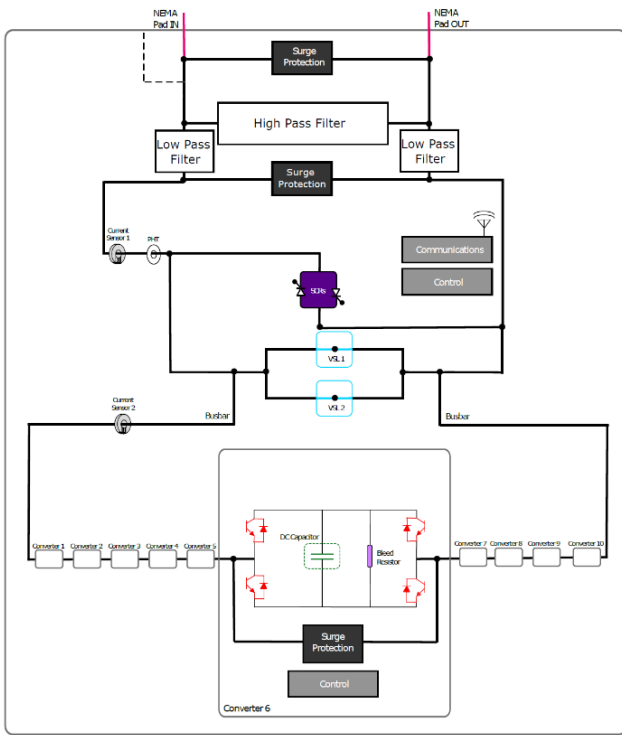 NEMA
Pad IN
NEMA
Pad OUT
Surge
Protection
High Pass Filter
Low Pass
Filter
Low Pass
Filter
Surge
Protection
Current
Sensor 1
PHT
Communications
Control
SCRs
VSL 1
VSL 2
Current
Sensor 2
Busbar
Busbar
Converter 1
Converter 2
Converter 3
Converter 4
Converter 5
DC Capacitor
Bleed
Resistor
Converter 7
Converter 8
Converter 9
Converter 10
Surge
Protection
Control
Converter 6